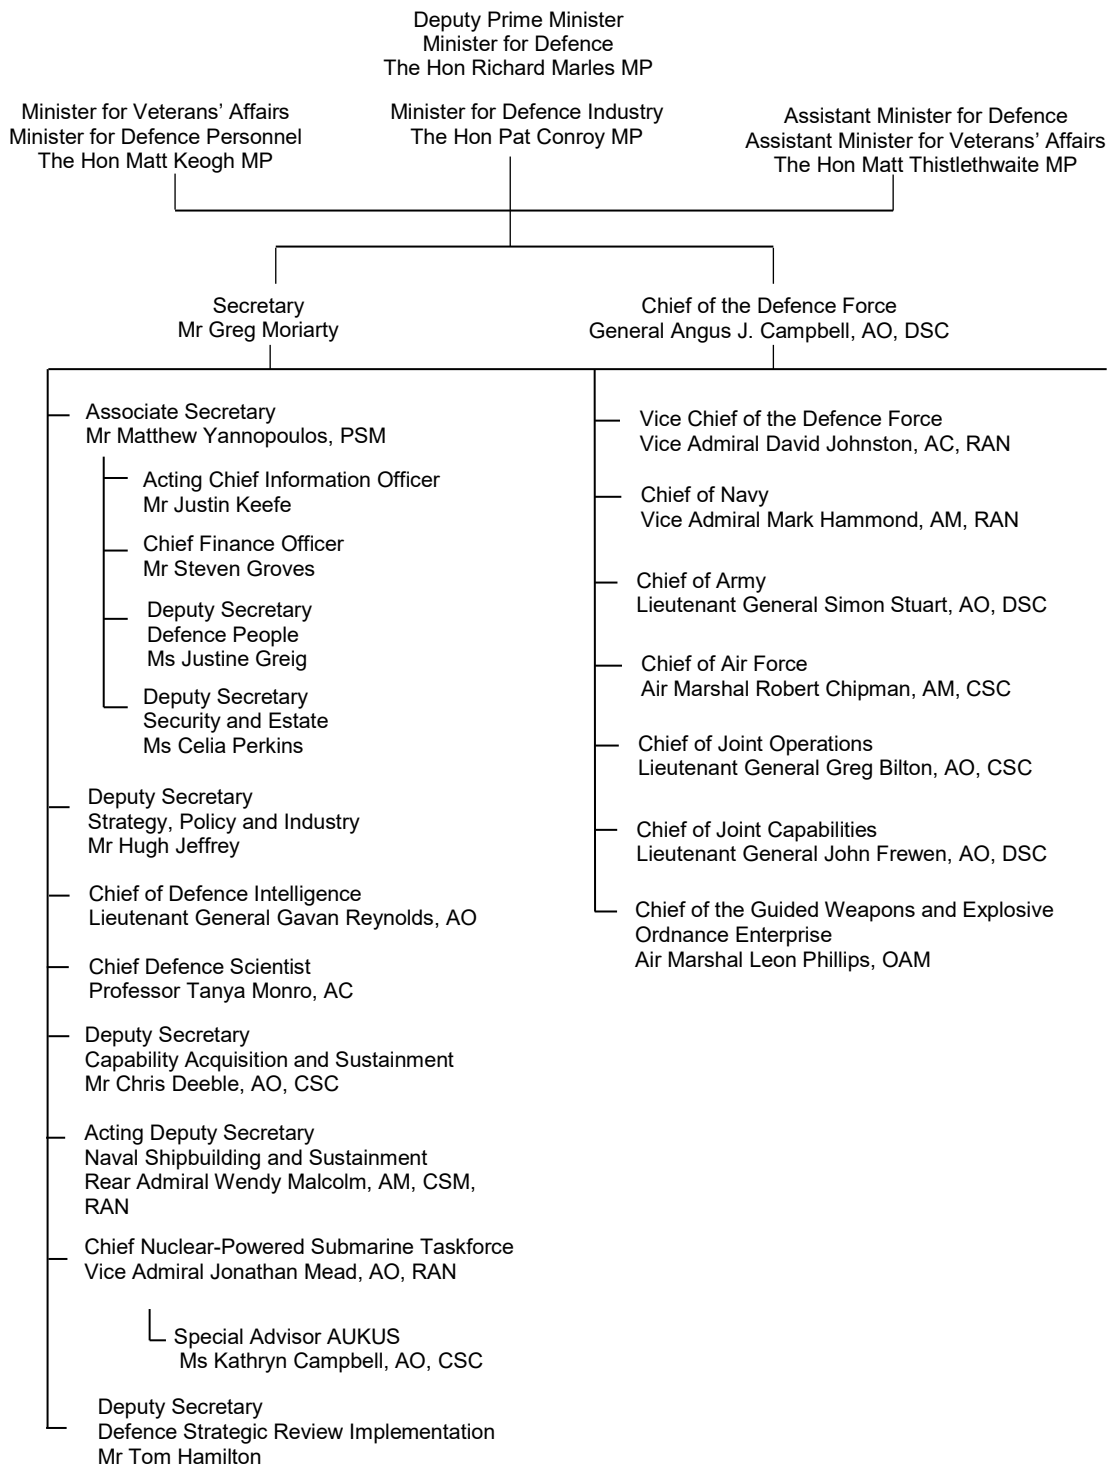 Deputy Prime Minister
Minister for Defence
The Hon Richard Marles MP
Minister for Veterans’ Affairs
Minister for Defence Personnel
The Hon Matt Keogh MP
Minister for Defence Industry
The Hon Pat Conroy MP
Assistant Minister for Defence
Assistant Minister for Veterans’ Affairs
The Hon Matt Thistlethwaite MP
Secretary
Mr Greg Moriarty
Chief of the Defence Force
General Angus J. Campbell, AO, DSC
Associate Secretary
Mr Matthew Yannopoulos, PSM
Acting Chief Information Officer
Mr Justin Keefe
Chief Finance Officer
Mr Steven Groves
Deputy Secretary
Defence People
Ms Justine Greig
Deputy Secretary
Security and Estate
Ms Celia Perkins
Deputy Secretary
Strategy, Policy and Industry
Mr Hugh Jeffrey
Chief of Defence Intelligence
Lieutenant General Gavan Reynolds, AO
Chief Defence Scientist
Professor Tanya Monro, AC
Deputy Secretary
Capability Acquisition and Sustainment
Mr Chris Deeble, AO, CSC
Acting Deputy Secretary
Naval Shipbuilding and Sustainment
Rear Admiral Wendy Malcolm, AM, CSM,
RAN
Chief Nuclear-Powered Submarine Taskforce
Vice Admiral Jonathan Mead, AO, RAN
Special Advisor AUKUS
Ms Kathryn Campbell, AO, CSC
Deputy Secretary
Defence Strategic Review Implementation
Mr Tom Hamilton
Vice Chief of the Defence Force
Vice Admiral David Johnston, AC, RAN
Chief of Navy
Vice Admiral Mark Hammond, AM, RAN
Chief of Army
Lieutenant General Simon Stuart, AO, DSC
Chief of Air Force
Air Marshal Robert Chipman, AM, CSC
Chief of Joint Operations
Lieutenant General Greg Bilton, AO, CSC
Chief of Joint Capabilities
Lieutenant General John Frewen, AO, DSC
Chief of the Guided Weapons and Explosive
Ordnance Enterprise
Air Marshal Leon Phillips, OAM